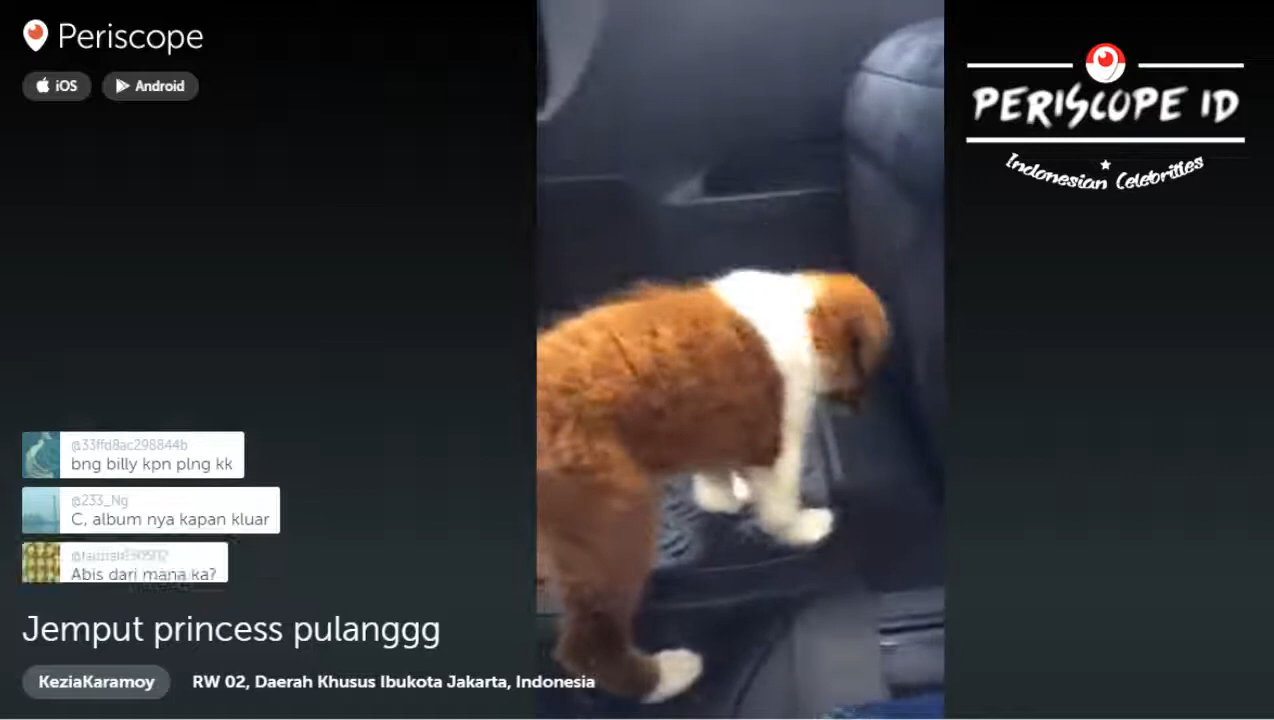 Periscope
iOS
Android
PERISCOPE ID
Indonesian Celebrities
@33ffd8ac298844b
bng billy kpn plng kk
@233_Ng
C, album nya kapan kluar
Abis dari mana ka?
Jemput princess pulanggg
KeziaKaramoy
RW 02, Daerah Khusus Ibukota Jakarta, Indonesia